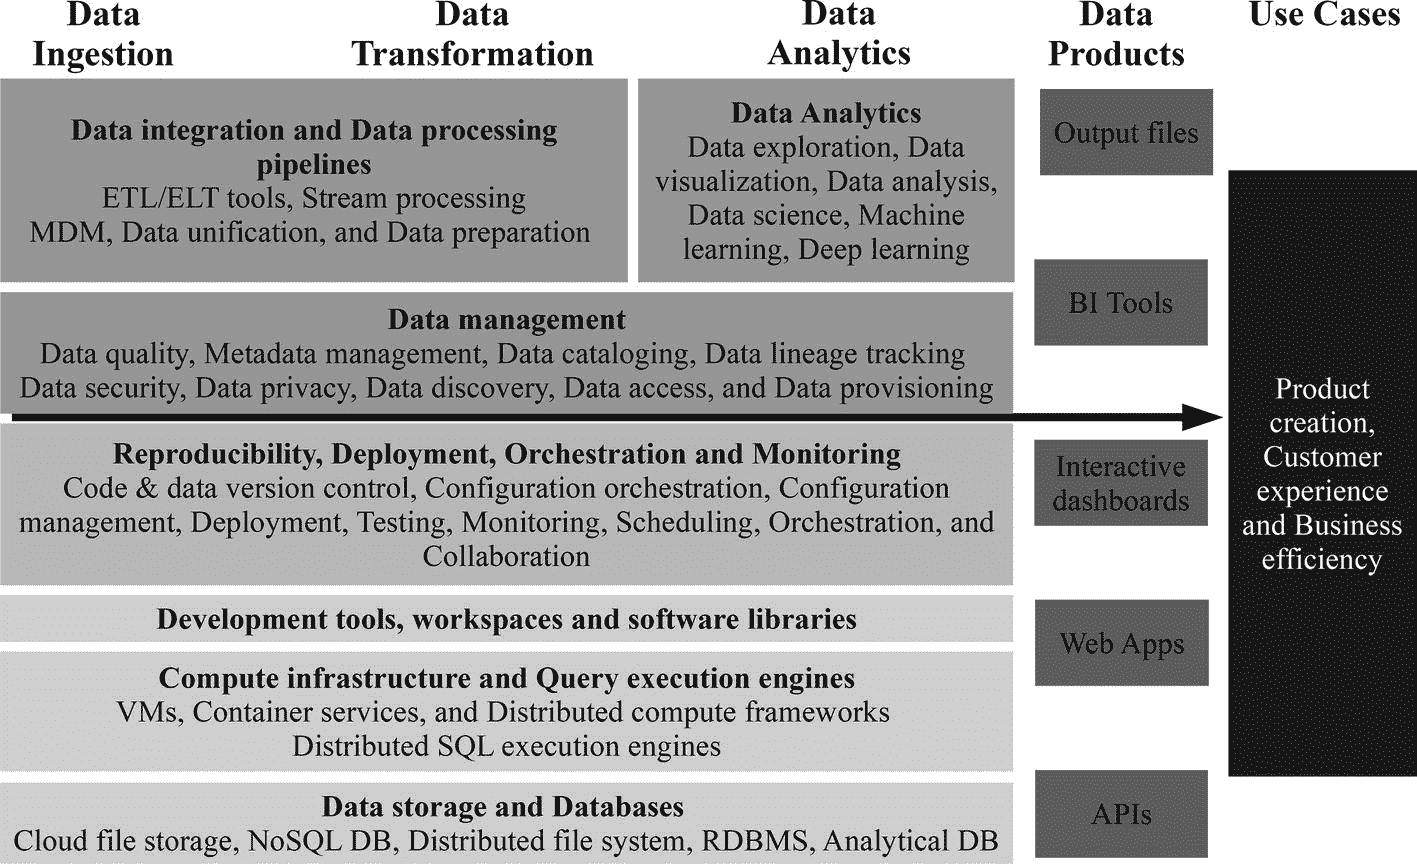 Data
Ingestion
Data
Transformation
Data
Analytics
Data
Products
Use Cases
Data integration and Data processing
pipelines
ETL/ELT tools, Stream processing
MDM, Data unification, and Data preparation
Data Analytics
Data exploration, Data
visualization, Data analysis,
Data science, Machine
learning, Deep learning
Data management
Data quality, Metadata management, Data cataloging, Data lineage tracking
Data security, Data privacy, Data discovery, Data access, and Data provisioning
Reproducibility, Deployment, Orchestration and Monitoring
Code & data version control, Configuration orchestration, Configuration
management, Deployment, Testing, Monitoring, Scheduling, Orchestration, and
Collaboration
Development tools, workspaces and software libraries
Compute infrastructure and Query execution engines
VMs, Container services, and Distributed compute frameworks
Distributed SQL execution engines
Data storage and Databases
Cloud file storage, NoSQL DB, Distributed file system, RDBMS, Analytical DB
Output files
BI Tools
Interactive
dashboards
Web Apps
APIs
Product
creation,
Customer
experience
and Business
efficiency